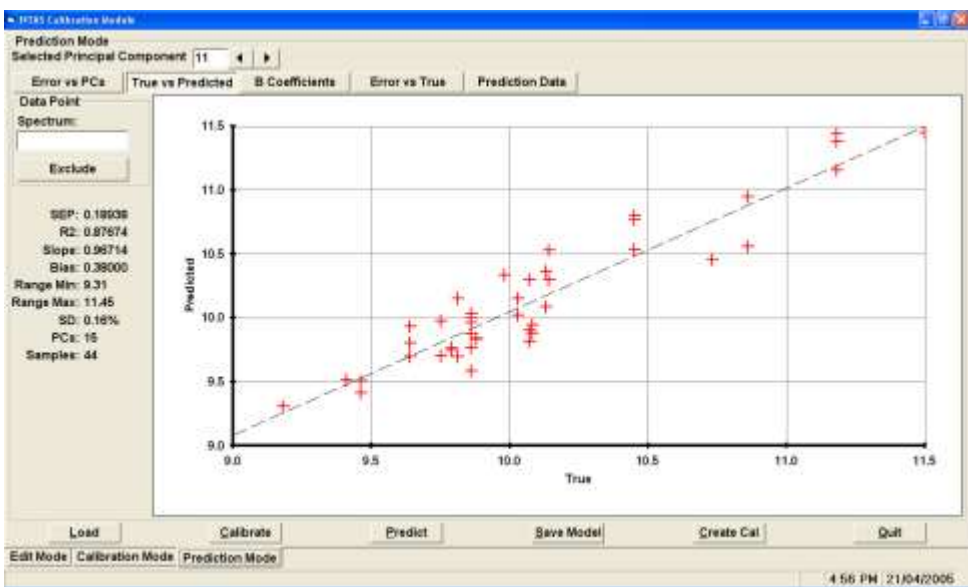 IVIRS Calibration Module
Prediction Mode
Selected Principal Component 11
Error vs PCs True vs Predicted B Coefficients Error vs True Prediction Data
Data Point
Spectrum:
Exclude
SEP: 0.18938
R2: 0.87674
Slope: 0.96714
Bias: 0.38000
Range Min: 9.31
Range Max: 11.45
SD: 0.16%
PCs: 15
Samples: 44
11.5
11.0
10.5
10.0
9.5
9.0
Predicted
9.0 9.5 10.0 10.5 11.0 11.5
True
Load Calibrate Predict Save Model Create Cal Quit
Edit Mode Calibration Mode Prediction Mode
4:56 PM 21/04/2005